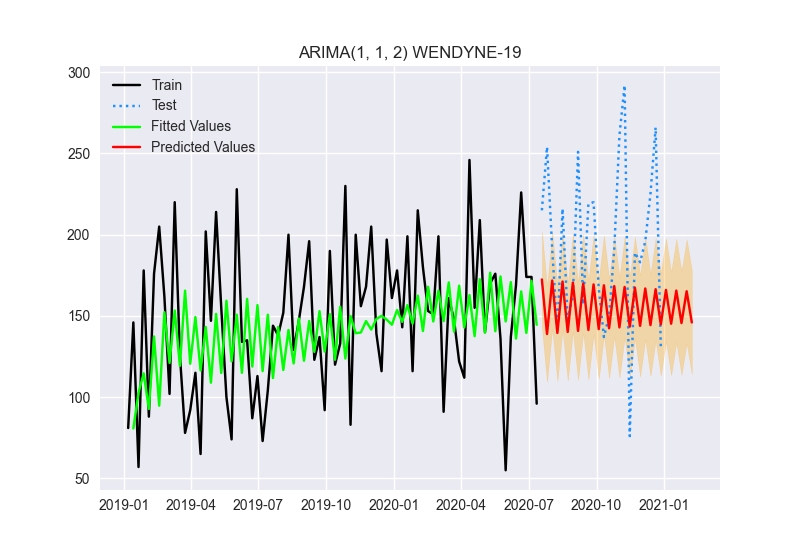 ARIMA(1, 1, 2) WENDYNE-19
Train
Test
Fitted Values
Predicted Values
300
250
200
150
100
50
2019-01 2019-04 2019-07 2019-10 2020-01 2020-04 2020-07 2020-10 2021-01